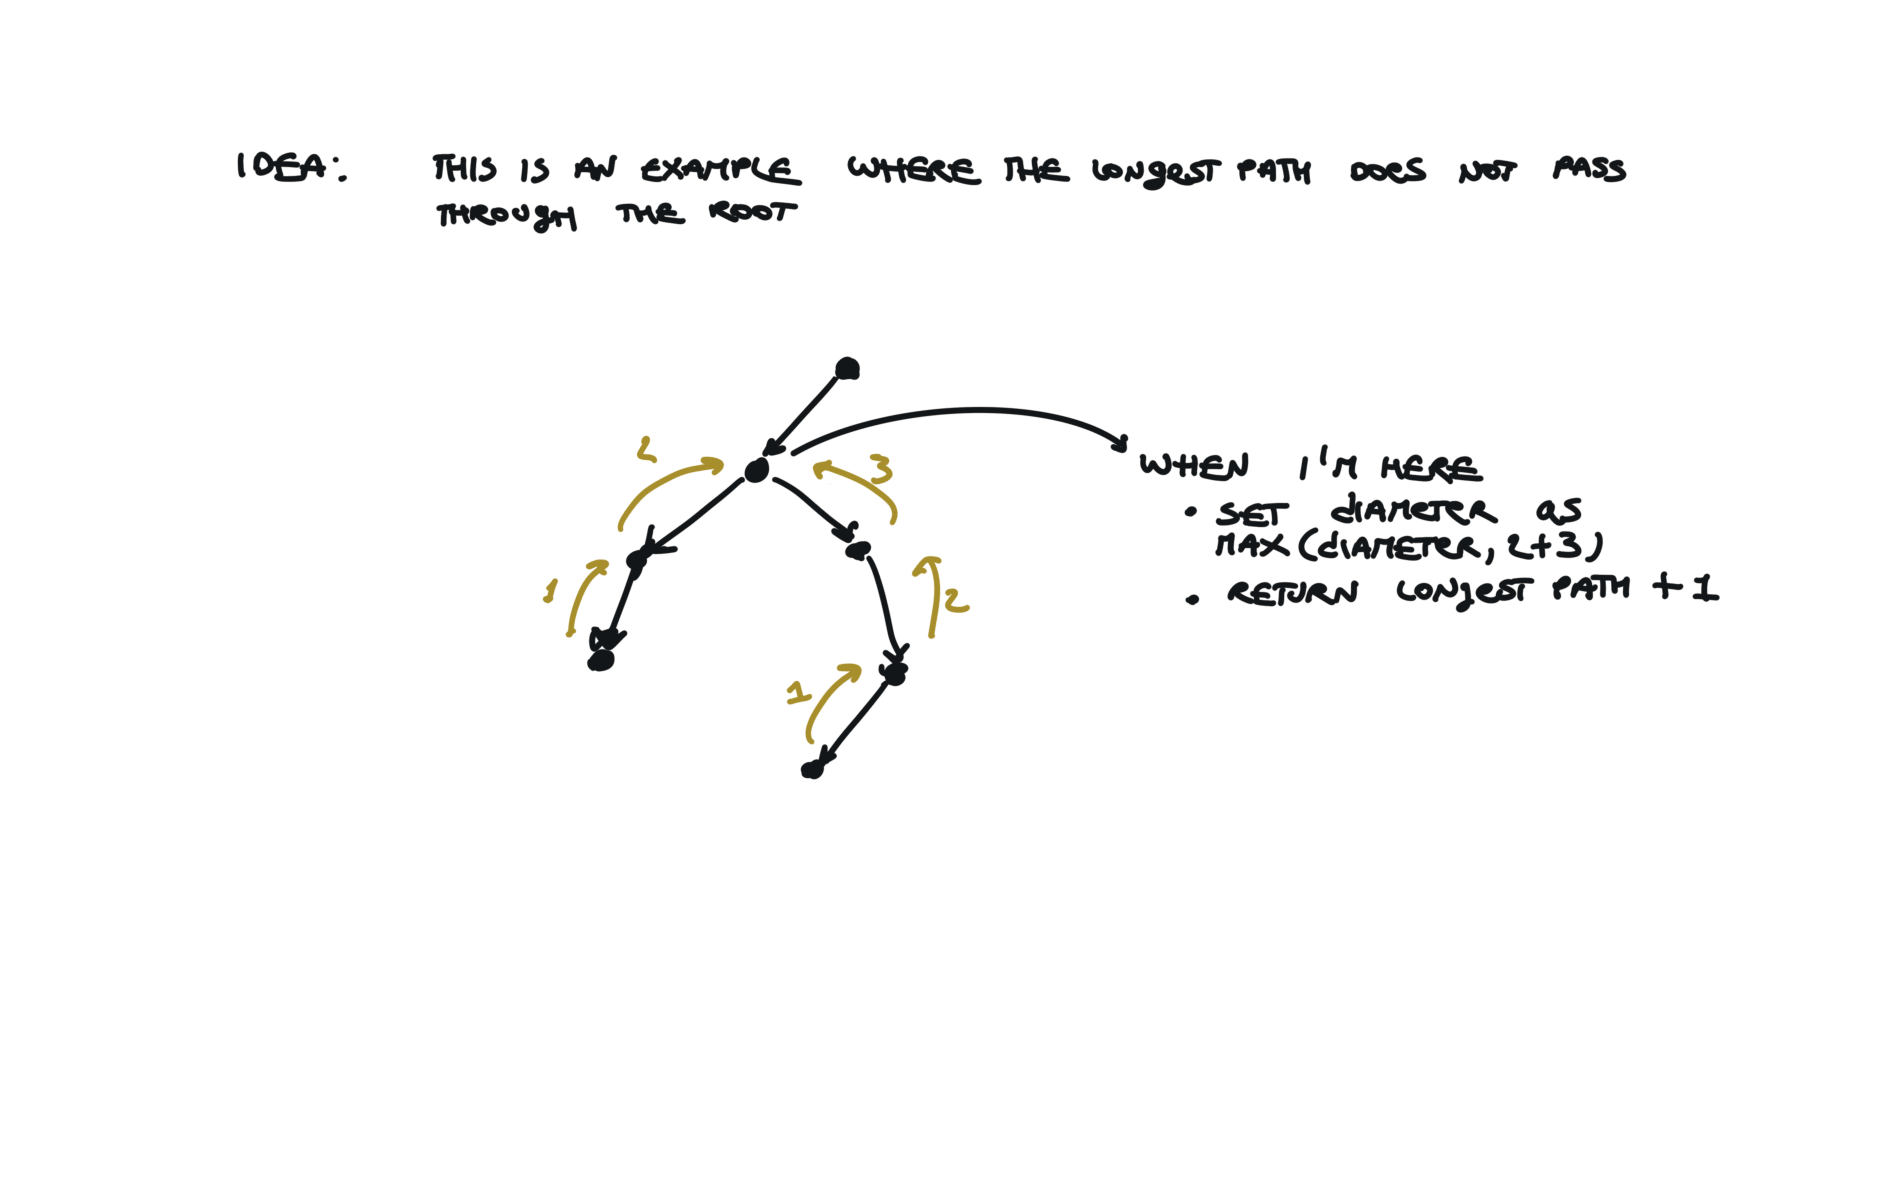 IDEA: THIS IS AN EXAMPLE WHERE THE LONGEST PATH DOES NOT PASS
THROUGH THE ROOT
2
3
WHEN I'M HERE
• SET DIAMETER AS
MAX(DIAMETER, 2+3)
• RETURN LONGEST PATH + 1
1
2
1